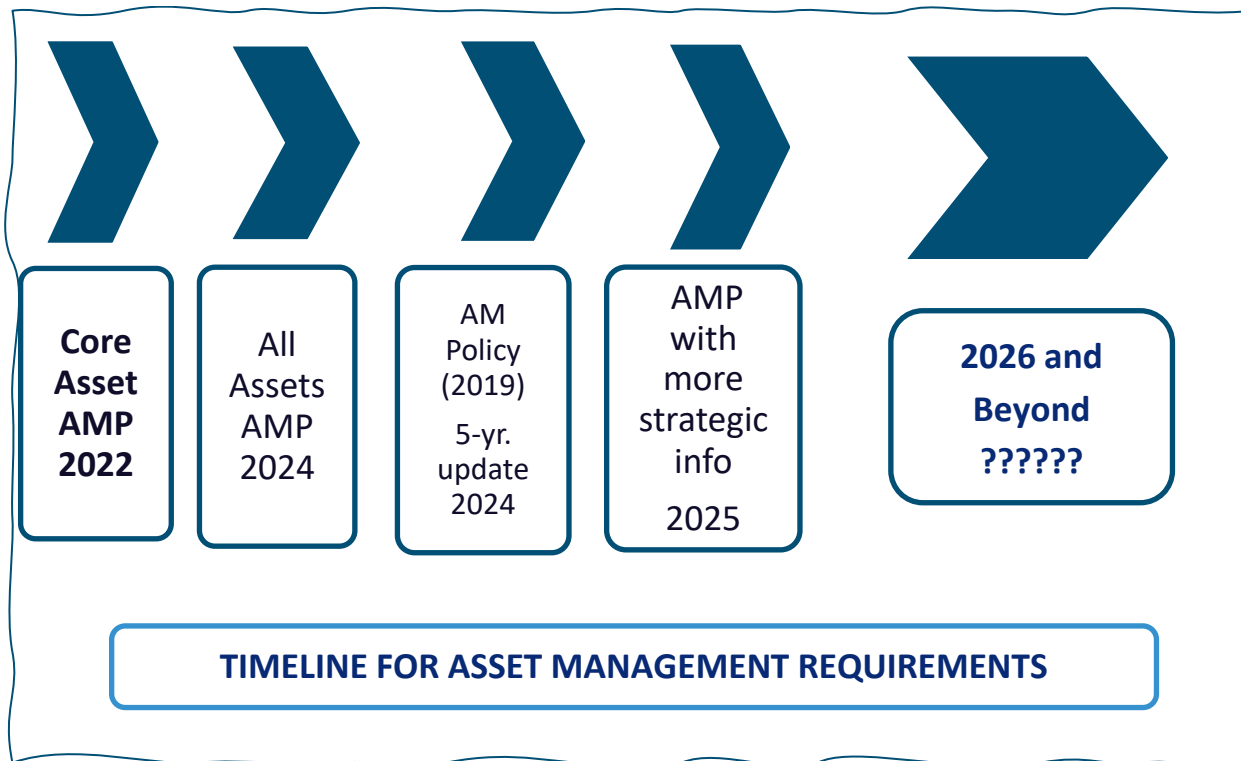 Core
Asset
AMP
2022
All
Assets
AMP
2024
AM
Policy
(2019)
5-yr.
update
2024
AMP
with
more
strategic
info
2025
2026 and
Beyond
??????
TIMELINE FOR ASSET MANAGEMENT REQUIREMENTS